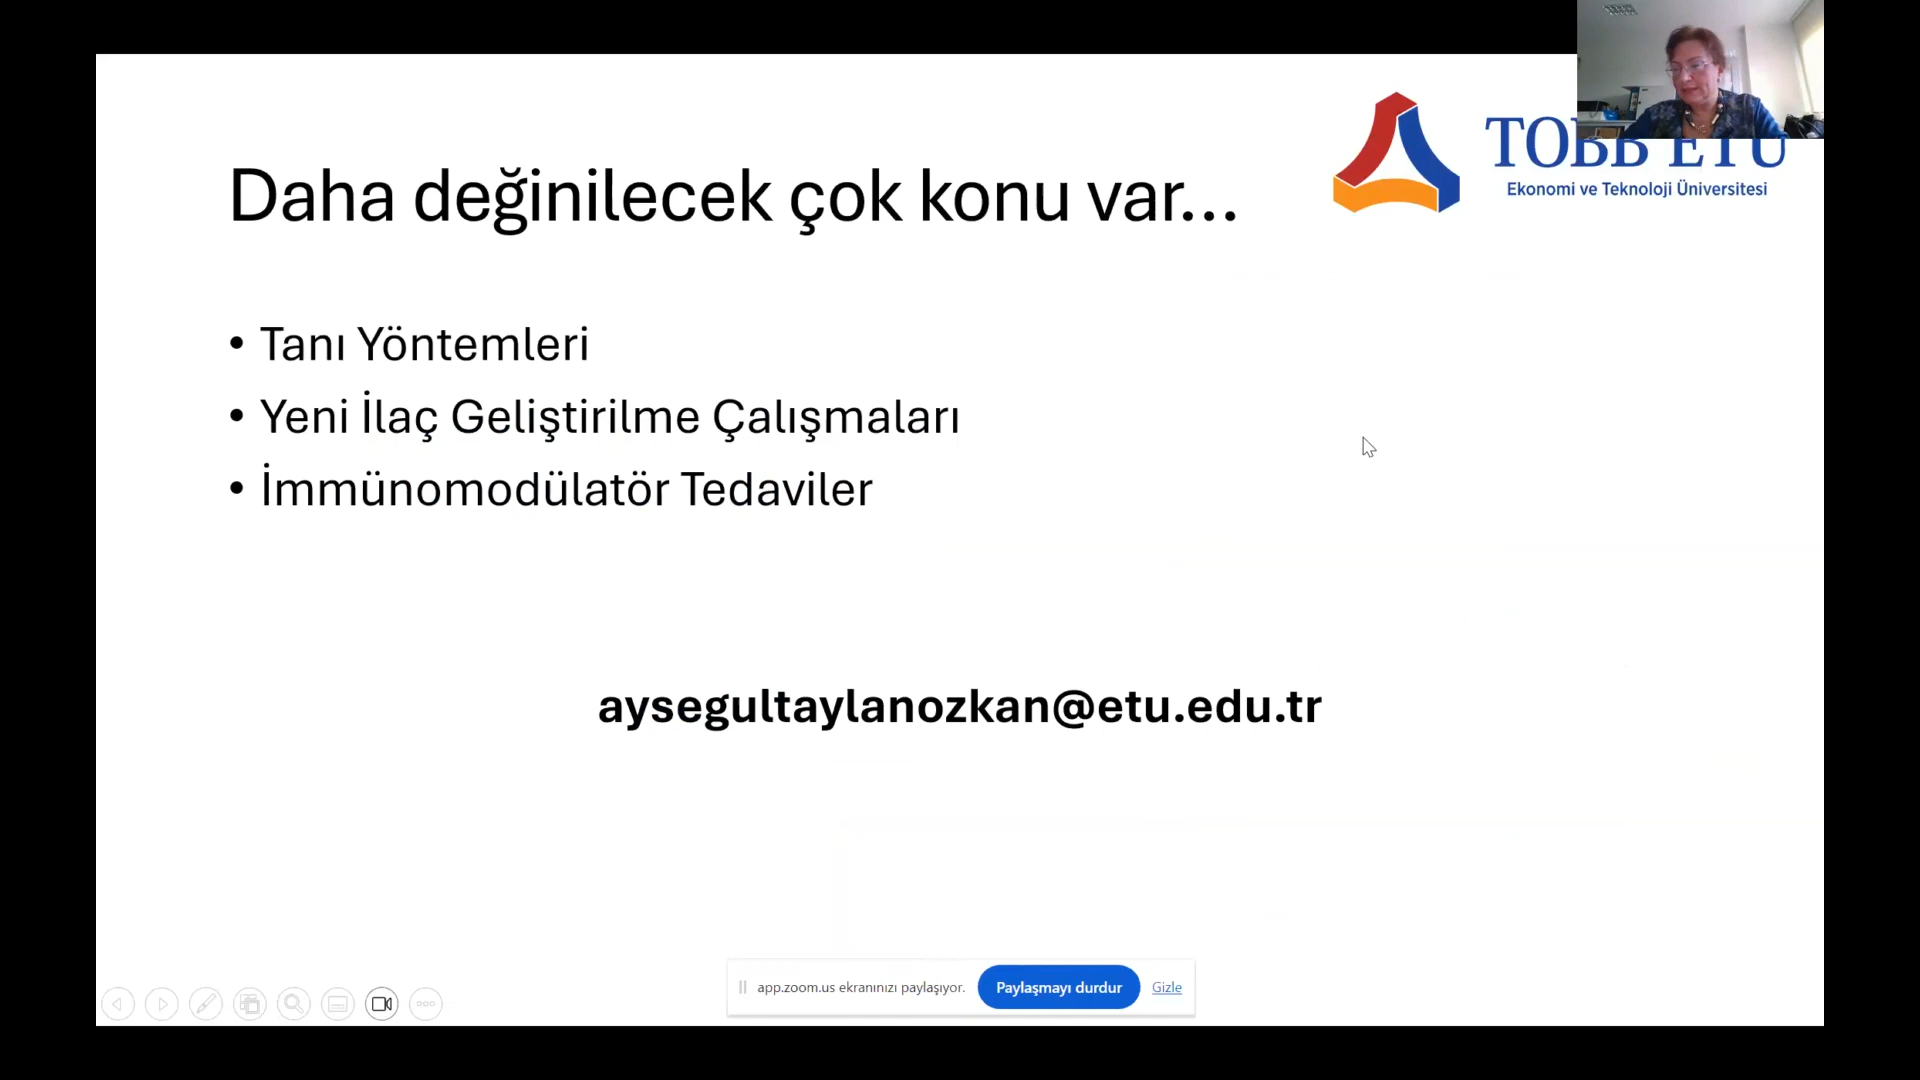 TOBB ETÜ
Ekonomi ve Teknoloji Üniversitesi
Daha değinilecek çok konu var...
• Tanı Yöntemleri
• Yeni İlaç Geliştirilme Çalışmaları
• İmmünomodülatör Tedaviler
aysegultaylanozkan@etu.edu.tr
app.zoom.us ekranınızı paylaşıyor. Paylaşmayı durdur Gizle